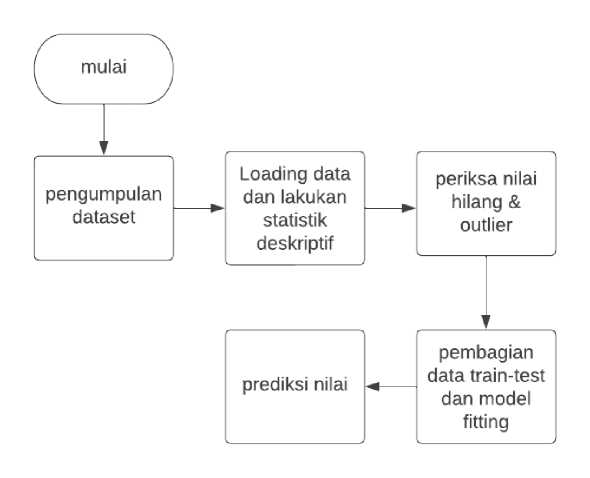 mulai
pengumpulan
dataset
Loading data
dan lakukan
statistik
deskriptif
periksa nilai
hilang &
outlier
pembagian
data train-test
dan model
fitting
prediksi nilai